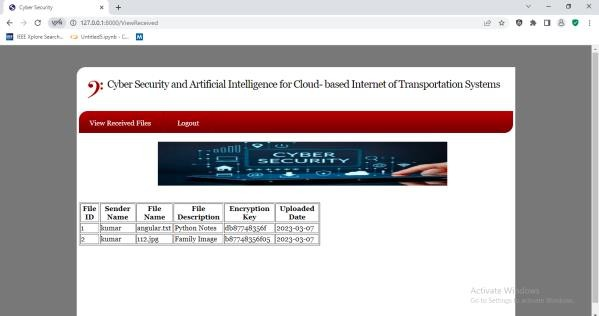 Cyber Security
127.0.0.1:8000/ViewReceived
IEEE Xplore Search...
Untitled5.ipynb - C...
M
Cyber Security and Artificial Intelligence for Cloud- based Internet of Transportation Systems
View Received Files Logout
CYBER
SECURITY
File ID Sender Name File Name File Description Encryption Key Uploaded Date
1 kumar angular.txt Python Notes db87748356f 2023-03-07
2 kumar 112.jpg Family Image b87748356f05 2023-03-07
Activate Windows
Go to Settings to activate Windows.